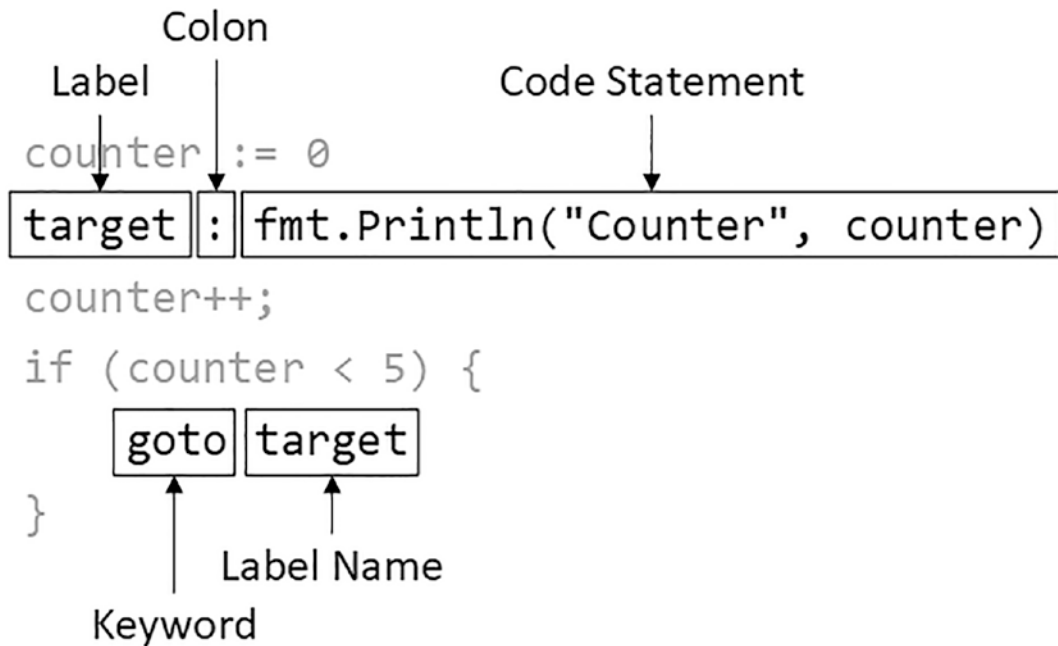 Colon
Label Code Statement
counter := 0
target : fmt.Println("Counter", counter)
counter++;
if (counter < 5) {
goto target
}
Label Name
Keyword